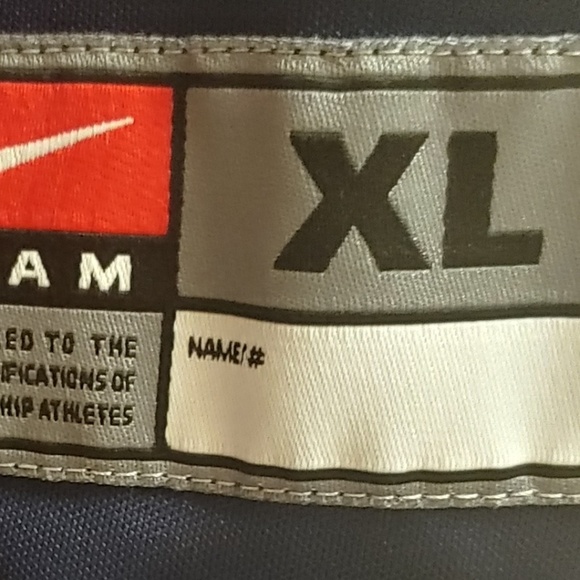 XL
AM
ED TO THE
IFICATIONS OF
HIP ATHLETES
NAME/#